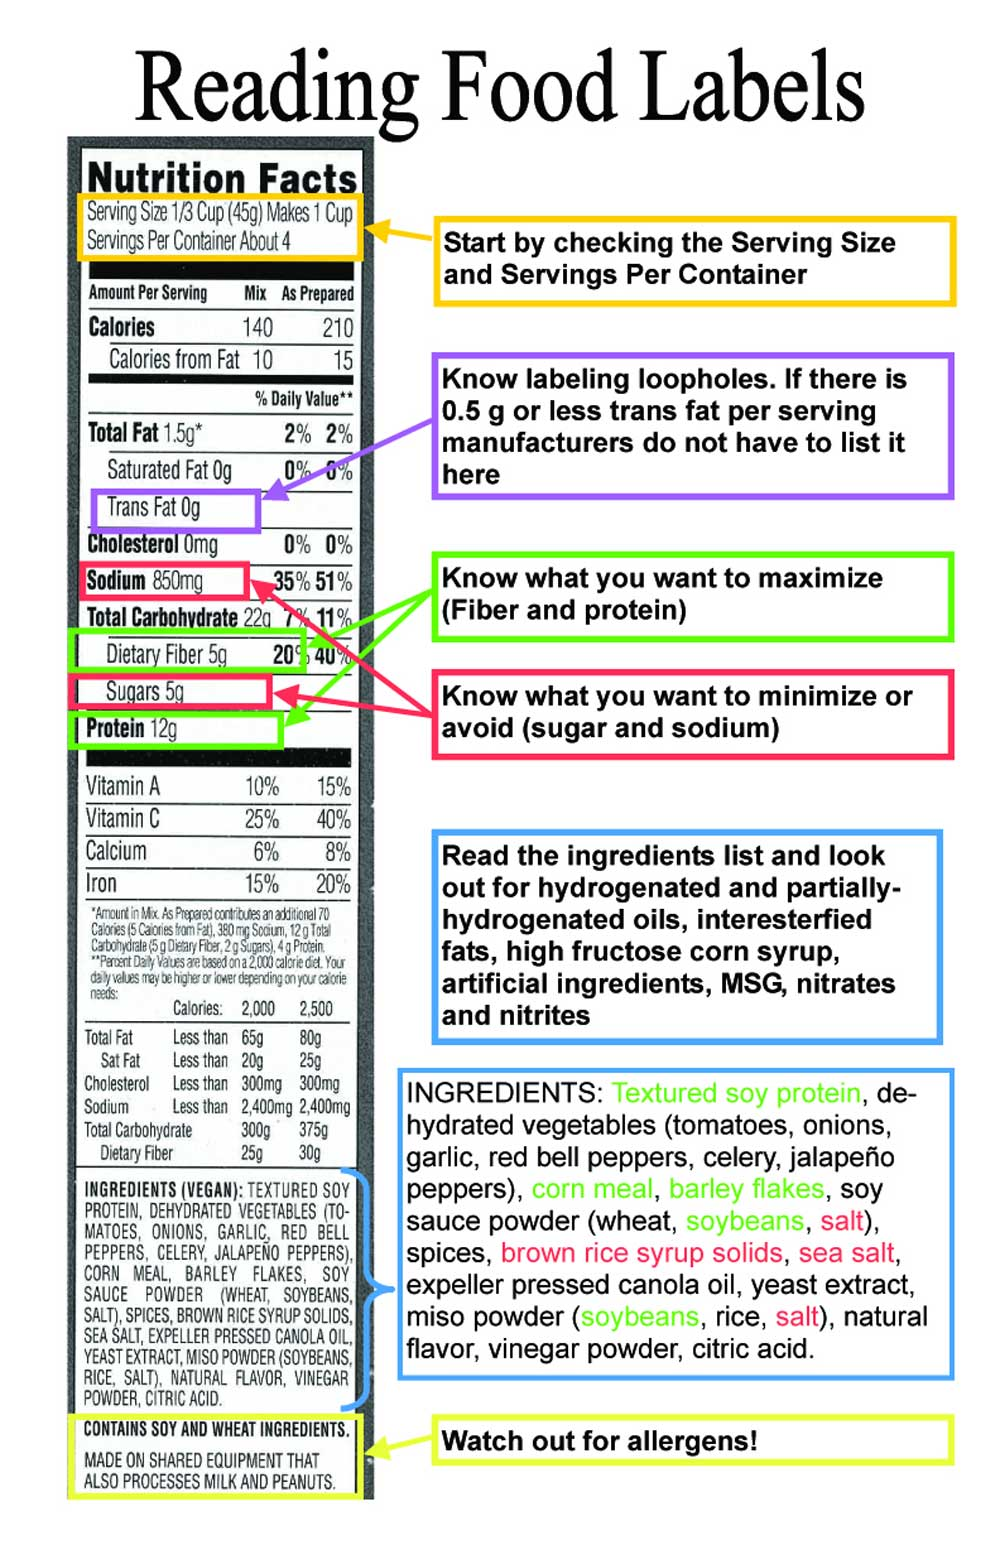 Reading Food Labels
Nutrition Facts
Serving Size 1/3 Cup (45g) Makes 1 Cup
Servings Per Container About 4
Amount Per Serving Mix As Prepared
Calories 140 210
Calories from Fat 10 15
% Daily Value**
Total Fat 1.5g* 2% 2%
Saturated Fat 0g 0% 0%
Trans Fat 0g
Cholesterol 0mg 0% 0%
Sodium 850mg 35% 51%
Total Carbohydrate 22g 7% 11%
Dietary Fiber 5g 20% 40%
Sugars 5g
Protein 12g
Vitamin A 10% 15%
Vitamin C 25% 40%
Calcium 6% 8%
Iron 15% 20%
*Amount in Mix. As Prepared contributes an additional 70
Calories (5 Calories from Fat), 380 mg Sodium, 12 g Total
Carbohydrate (5 g Dietary Fiber, 2 g Sugars), 4 g Protein.
**Percent Daily Values are based on a 2,000 calorie diet. Your
daily values may be higher or lower depending on your calorie
needs:
Calories: 2,000 2,500
Total Fat Less than 65g 80g
Sat Fat Less than 20g 25g
Cholesterol Less than 300mg 300mg
Sodium Less than 2,400mg 2,400mg
Total Carbohydrate 300g 375g
Dietary Fiber 25g 30g
INGREDIENTS (VEGAN): TEXTURED SOY
PROTEIN, DEHYDRATED VEGETABLES (TO-
MATOES, ONIONS, GARLIC, RED BELL
PEPPERS, CELERY, JALAPEÑO PEPPERS),
CORN MEAL, BARLEY FLAKES, SOY
SAUCE POWDER (WHEAT, SOYBEANS,
SALT), SPICES, BROWN RICE SYRUP SOLIDS,
SEA SALT, EXPELLER PRESSED CANOLA OIL,
YEAST EXTRACT, MISO POWDER (SOYBEANS,
RICE, SALT), NATURAL FLAVOR, VINEGAR
POWDER, CITRIC ACID.
CONTAINS SOY AND WHEAT INGREDIENTS.
MADE ON SHARED EQUIPMENT THAT
ALSO PROCESSES MILK AND PEANUTS.
Start by checking the Serving Size
and Servings Per Container
Know labeling loopholes. If there is
0.5 g or less trans fat per serving
manufacturers do not have to list it
here
Know what you want to maximize
(Fiber and protein)
Know what you want to minimize or
avoid (sugar and sodium)
Read the ingredients list and look
out for hydrogenated and partially-
hydrogenated oils, interesterfied
fats, high fructose corn syrup,
artificial ingredients, MSG, nitrates
and nitrites
INGREDIENTS: Textured soy protein, de-
hydrated vegetables (tomatoes, onions,
garlic, red bell peppers, celery, jalapeño
peppers), corn meal, barley flakes, soy
sauce powder (wheat, soybeans, salt),
spices, brown rice syrup solids, sea salt,
expeller pressed canola oil, yeast extract,
miso powder (soybeans, rice, salt), natural
flavor, vinegar powder, citric acid.
Watch out for allergens!